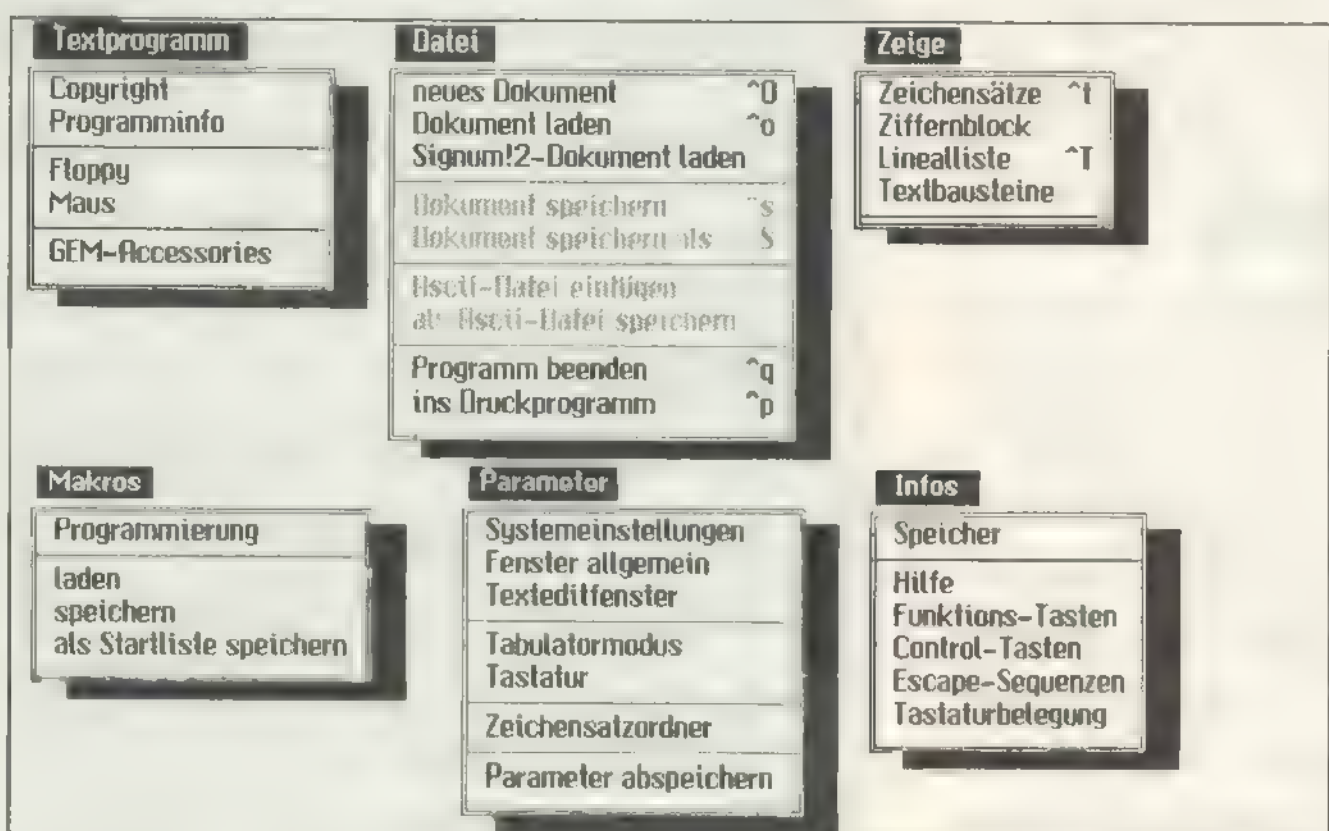 Textprogramm
Copyright
Programminfo
Floppy
Maus
GEM-Accessories
Datei
neues Dokument ^O
Dokument laden ^o
Signum!2-Dokument laden
Dokument speichern ^s
Dokument speichern als S
Ascii-Datei einfügen
als Ascii-Datei speichern
Programm beenden ^q
ins Druckprogramm ^p
Zeige
Zeichensätze ^t
Ziffernblock
Linealliste ^T
Textbausteine
Makros
Programmierung
laden
speichern
als Startliste speichern
Parameter
Systemeinstellungen
Fenster allgemein
Texteditfenster
Tabulatormodus
Tastatur
Zeichensatzordner
Parameter abspeichern
Infos
Speicher
Hilfe
Funktions-Tasten
Control-Tasten
Escape-Sequenzen
Tastaturbelegung